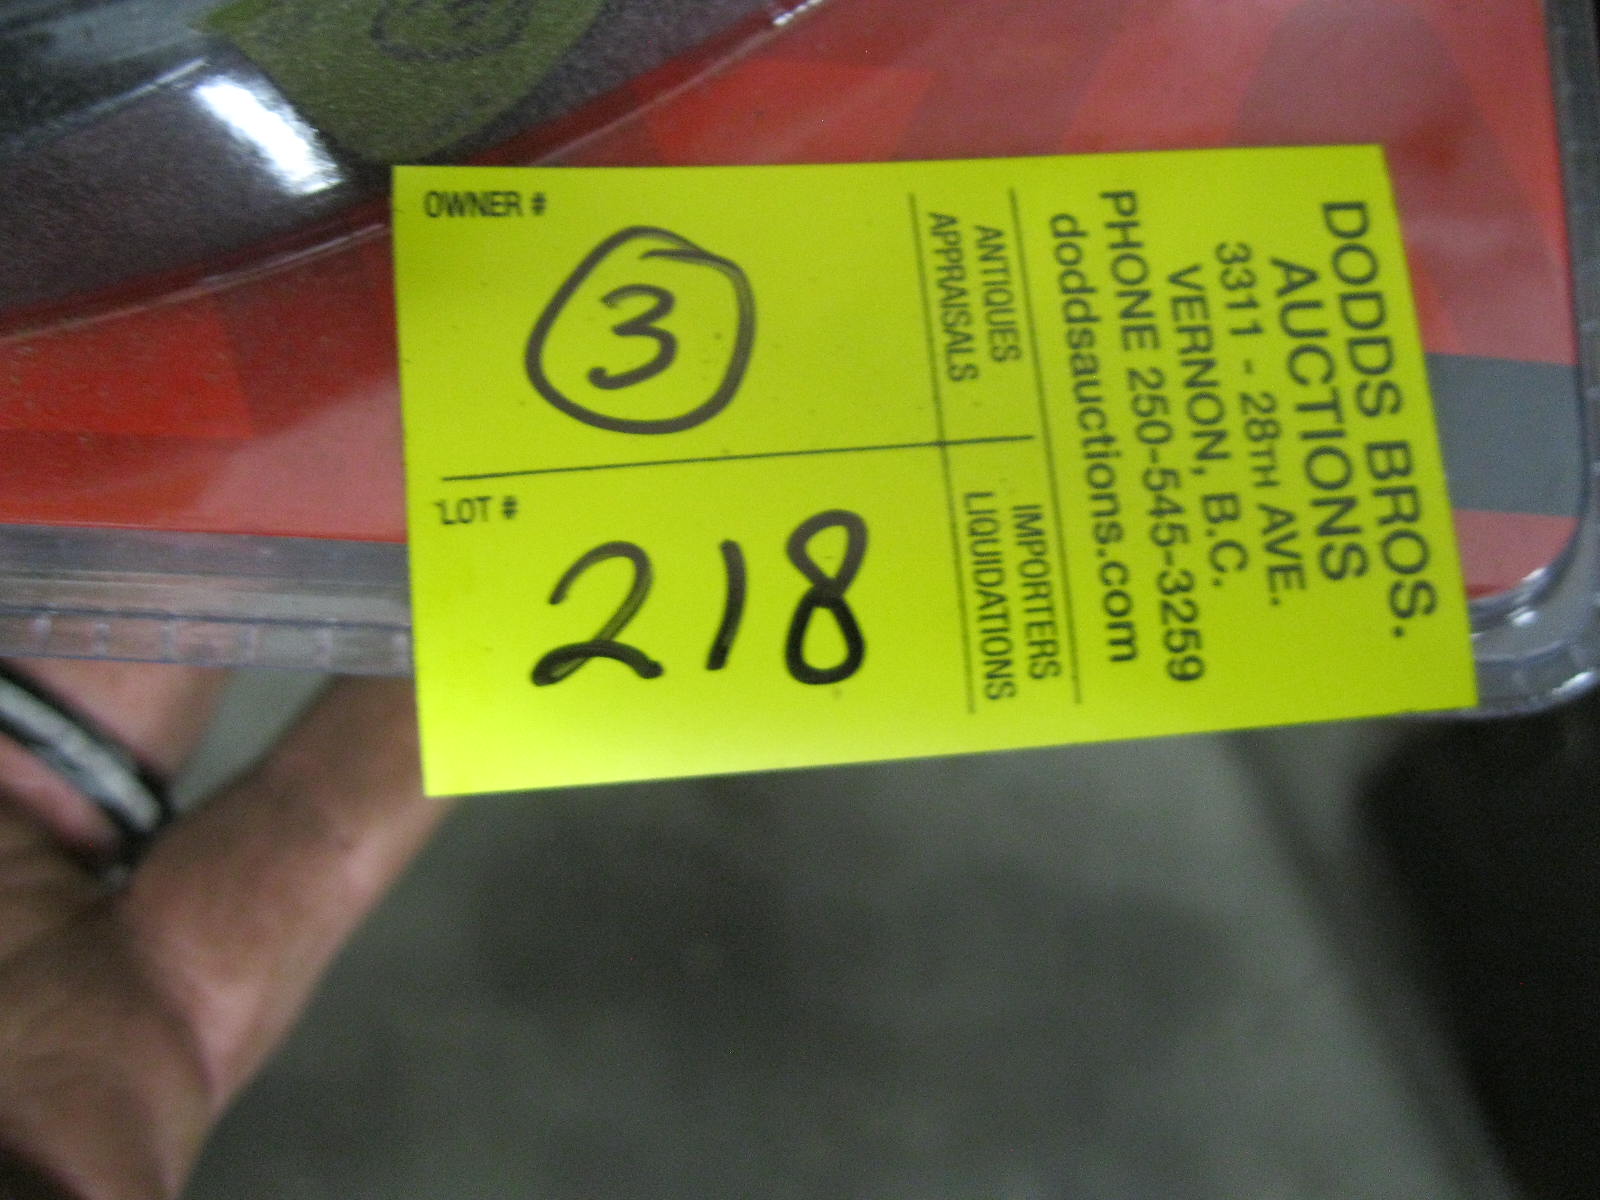 DODDS BROS.
AUCTIONS
3311 - 28TH AVE.
VERNON, B.C.
PHONE 250-545-3259
doddsauctions.com
ANTIQUES
APPRAISALS
IMPORTERS
LIQUIDATIONS
OWNER #
3
LOT #
218